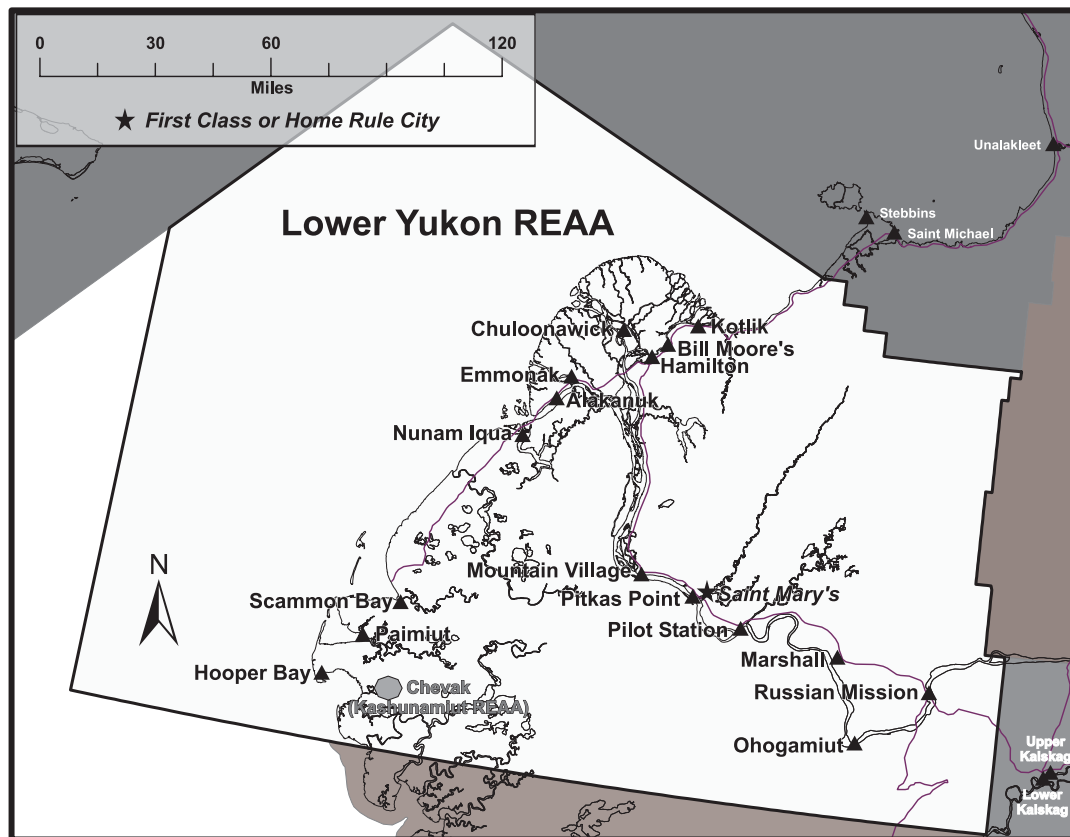 0 30 60 120
Miles
★ First Class or Home Rule City
Unalakleet
Stebbins
Saint Michael
Lower Yukon REAA
Chuloonawick
Kotlik
Bill Moore's
Hamilton
Emmonak
Alakanuk
Nunam Iqua
N
Mountain Village
Saint Mary's
Scammon Bay
Pitkas Point
Paimiut
Pilot Station
Hooper Bay
Marshall
Chevak
(Kashunamiut REAA)
Russian Mission
Ohogamiut
Upper
Kalskag
Lower
Kalskag